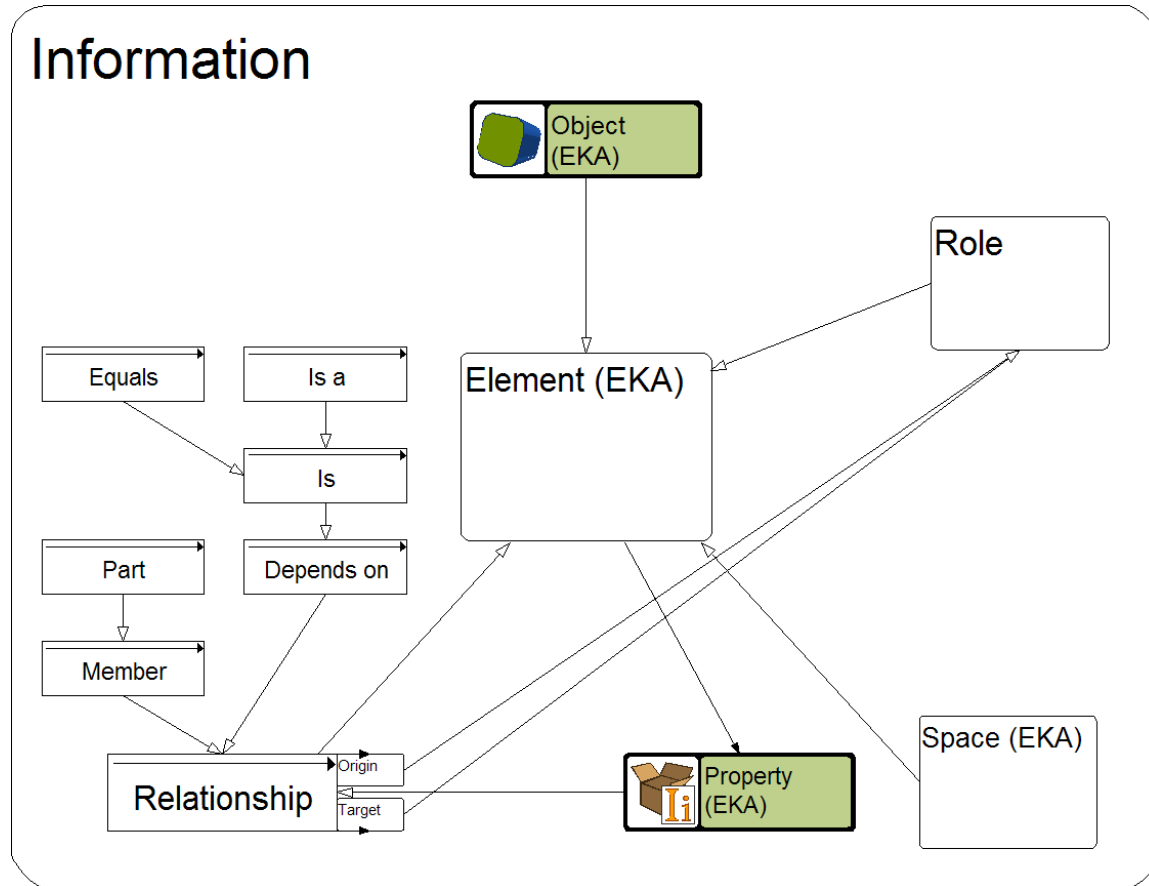 Information
Object
(EKA)
Role
Element (EKA)
Equals
Is a
Is
Part
Depends on
Member
Relationship
Origin
Target
Property
(EKA)
Ii
Space (EKA)